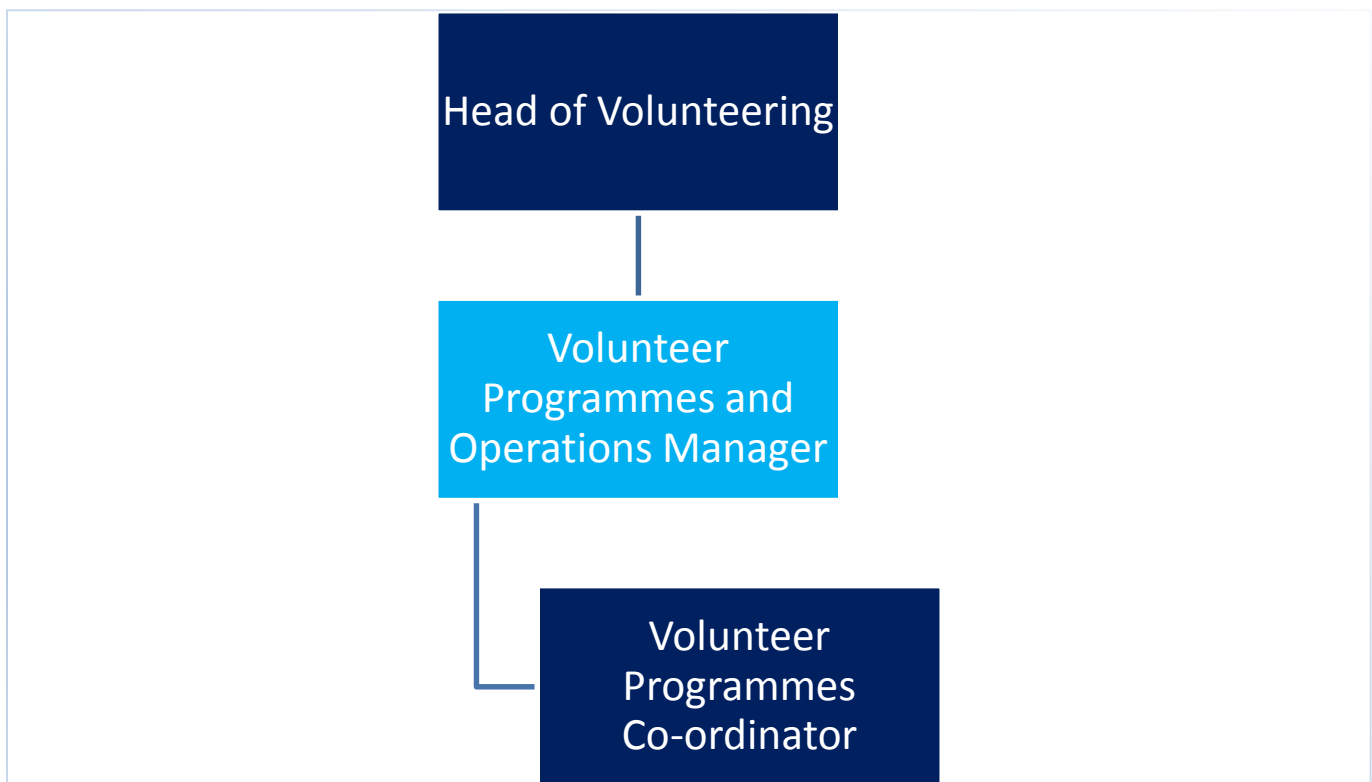 Head of Volunteering
Volunteer
Programmes and
Operations Manager
Volunteer
Programmes
Co-ordinator